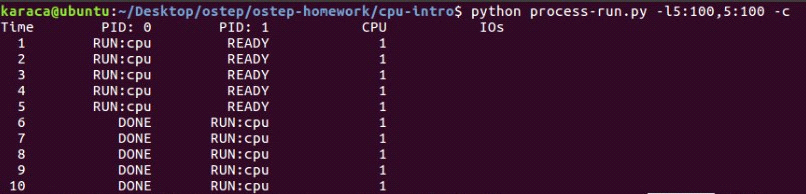 karaca@ubuntu:~/Desktop/ostep/ostep-homework/cpu-intro$ python process-run.py -l5:100,5:100 -c
Time PID: 0 PID: 1 CPU IOs
1 RUN:cpu READY 1
2 RUN:cpu READY 1
3 RUN:cpu READY 1
4 RUN:cpu READY 1
5 RUN:cpu READY 1
6 DONE RUN:cpu 1
7 DONE RUN:cpu 1
8 DONE RUN:cpu 1
9 DONE RUN:cpu 1
10 DONE RUN:cpu 1